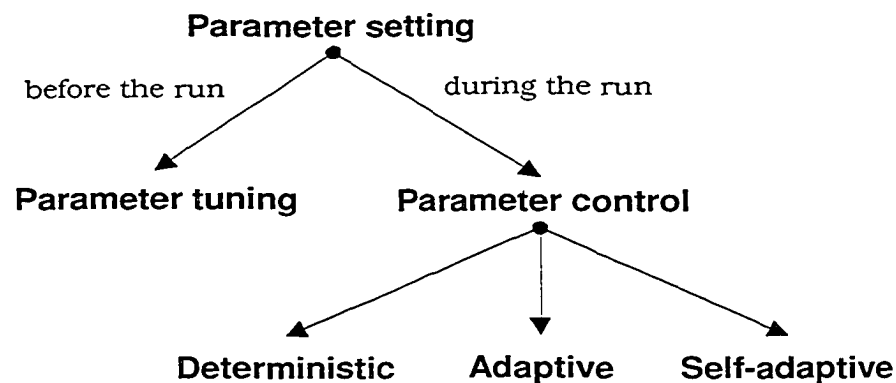 Parameter setting
before the run
during the run
Parameter tuning
Parameter control
Deterministic
Adaptive
Self-adaptive